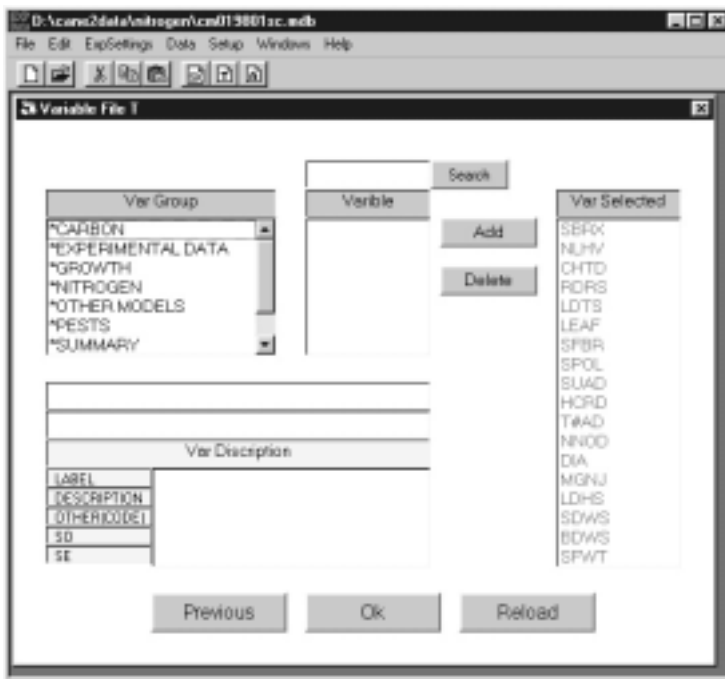 D:\cane2data\nitrogen\cm019801sc.mdb
File Edit ExpSettings Data Setup Windows Help
Variable File T
Search
Var Group
Varible
Var Selected
*CARBON
*EXPERIMENTAL DATA
*GROWTH
*NITROGEN
*OTHER MODELS
*PESTS
*SUMMARY
Add
Delete
SBRX
NLHV
CHTD
RDRS
LDTS
LEAF
SFBR
SPOL
SUAD
HCRD
T#AD
NNOD
DIA
MGNJ
LDHS
SDWS
BDWS
SFWT
Var Discription
LABEL
DESCRIPTION
OTHER(CODE)
SD
SE
Previous
Ok
Reload